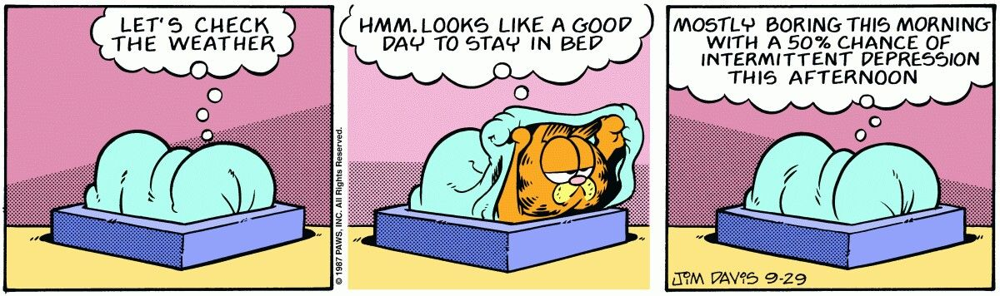 LET'S CHECK
THE WEATHER
© 1987 PAWS, INC. All Rights Reserved.
HMM. LOOKS LIKE A GOOD
DAY TO STAY IN BED
MOSTLY BORING THIS MORNING
WITH A 50% CHANCE OF
INTERMITTENT DEPRESSION
THIS AFTERNOON
JIM DAVIS 9-29